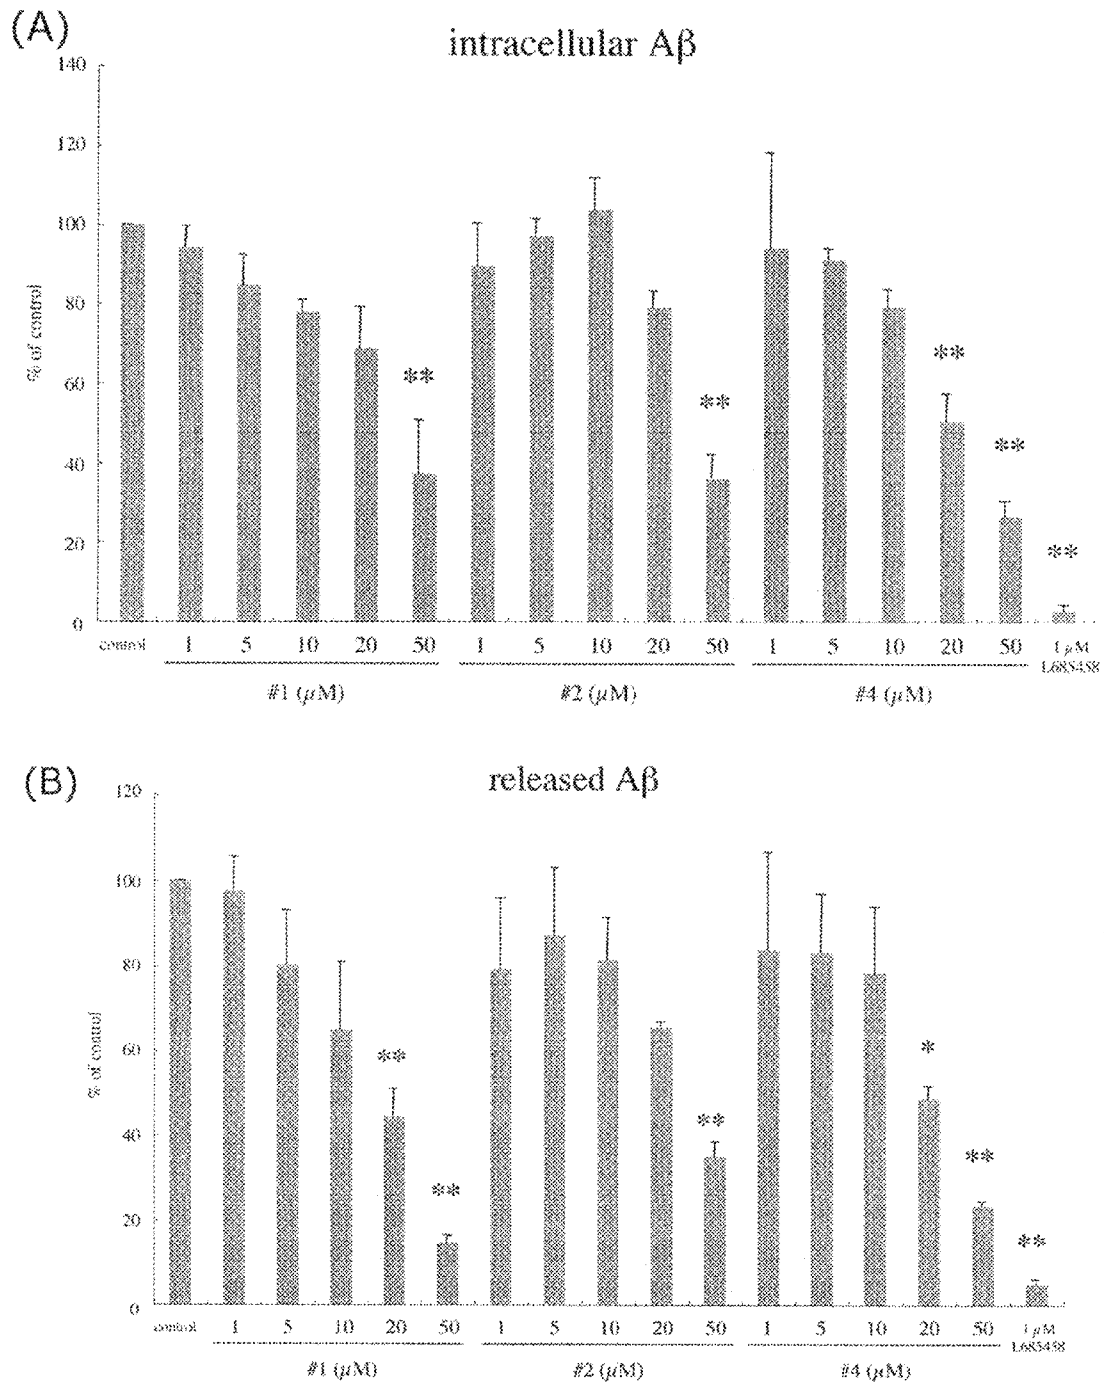 (A)
intracellular Aβ
140
120
100
80
60
40
20
0
% of control
**
**
**
**
**
control 1 5 10 20 50 1 5 10 20 50 1 5 10 20 50 1 μM
L685458
#1 (μM) #2 (μM) #4 (μM)
(B)
released Aβ
120
100
80
60
40
20
0
% of control
**
**
**
*
**
**
control 1 5 10 20 50 1 5 10 20 50 1 5 10 20 50 1 μM
L685458
#1 (μM) #2 (μM) #4 (μM)